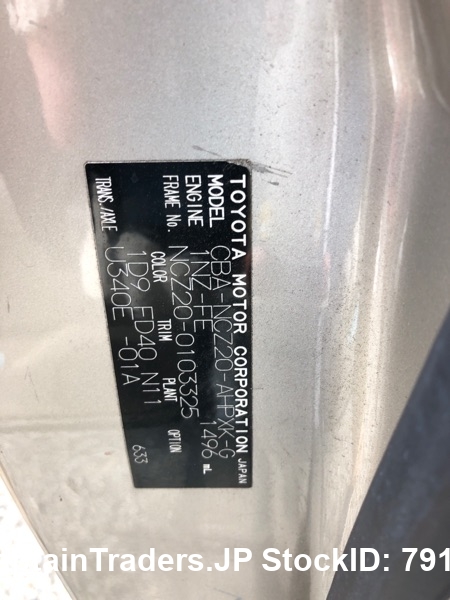 TOYOTA MOTOR CORPORATION JAPAN
MODEL CBA-NCZ20-AHPXK-G
ENGINE 1NZ-FE 1496 mL
FRAME No. NCZ20-0103325
COLOR TRIM PLANT OPTION
1D9 FD40 N11 633
TRANS./AXLE U340E -01A
ainTraders.JP StockID: 791